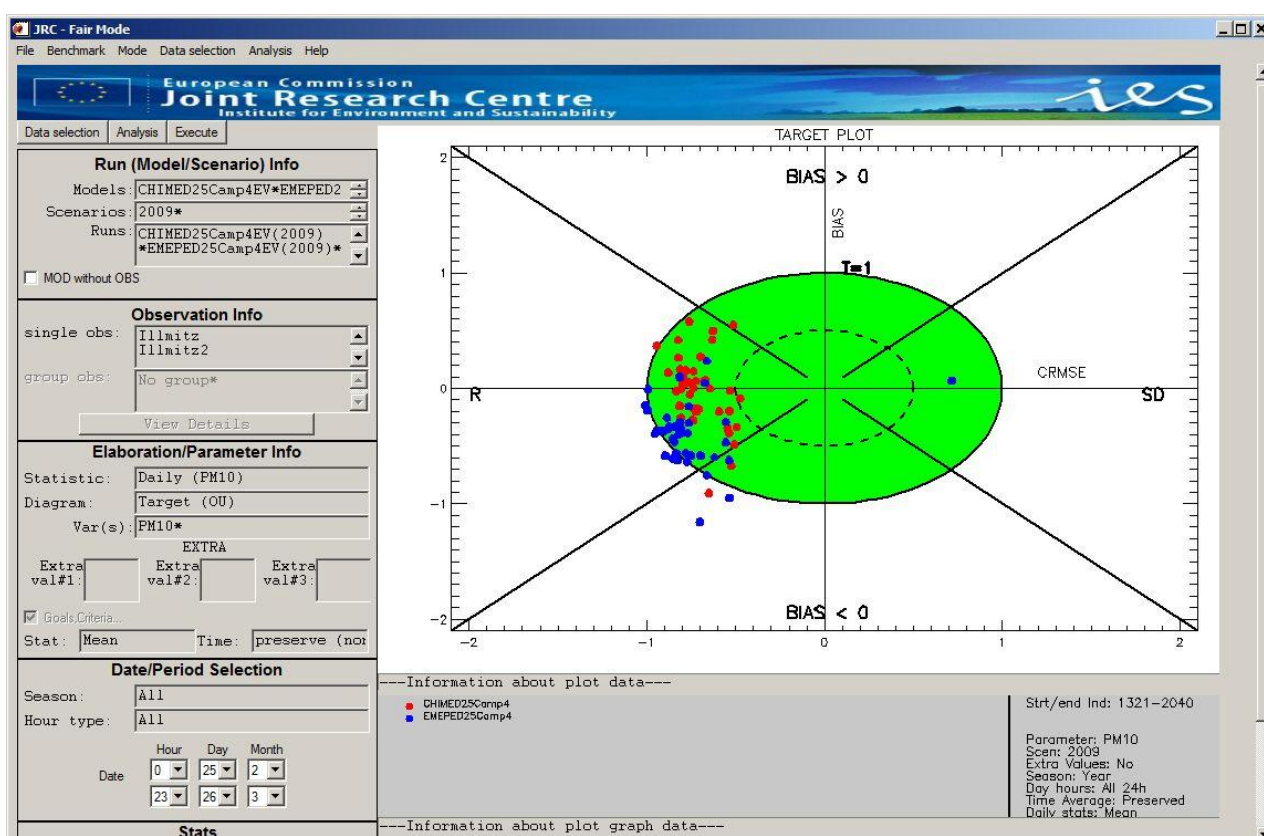 JRC - Fair Mode
File Benchmark Mode Data selection Analysis Help
European Commission
Joint Research Centre
Institute for Environment and Sustainability
ies
Data selection Analysis Execute
Run (Model/Scenario) Info
Models: CHIMED25Camp4EV*EMEPED2
Scenarios: 2009*
Runs: CHIMED25Camp4EV(2009)
*EMEPED25Camp4EV(2009)*
MOD without OBS
Observation Info
single obs: Illmitz
Illmitz2
group obs: No group*
View Details
Elaboration/Parameter Info
Statistic: Daily (PM10)
Diagram: Target (OU)
Var(s): PM10*
EXTRA
Extra val#1: Extra val#2: Extra val#3:
Goals,Criteria...
Stat: Mean Time: preserve (nor
Date/Period Selection
Season: All
Hour type: All
Hour Day Month
Date 0 25 2
23 26 3
Stats
TARGET PLOT
2
BIAS > 0
BIAS
T=1
1
CRMSE
0
R
SD
-1
BIAS < 0
-2
-2 -1 0 1 2
---Information about plot data---
CHIMED25Camp4
EMEPED25Camp4
Strt/end Ind: 1321-2040
Parameter: PM10
Scen: 2009
Extra Values: No
Season: Year
Day hours: All 24h
Time Average: Preserved
Daily stats: Mean
---Information about plot graph data---